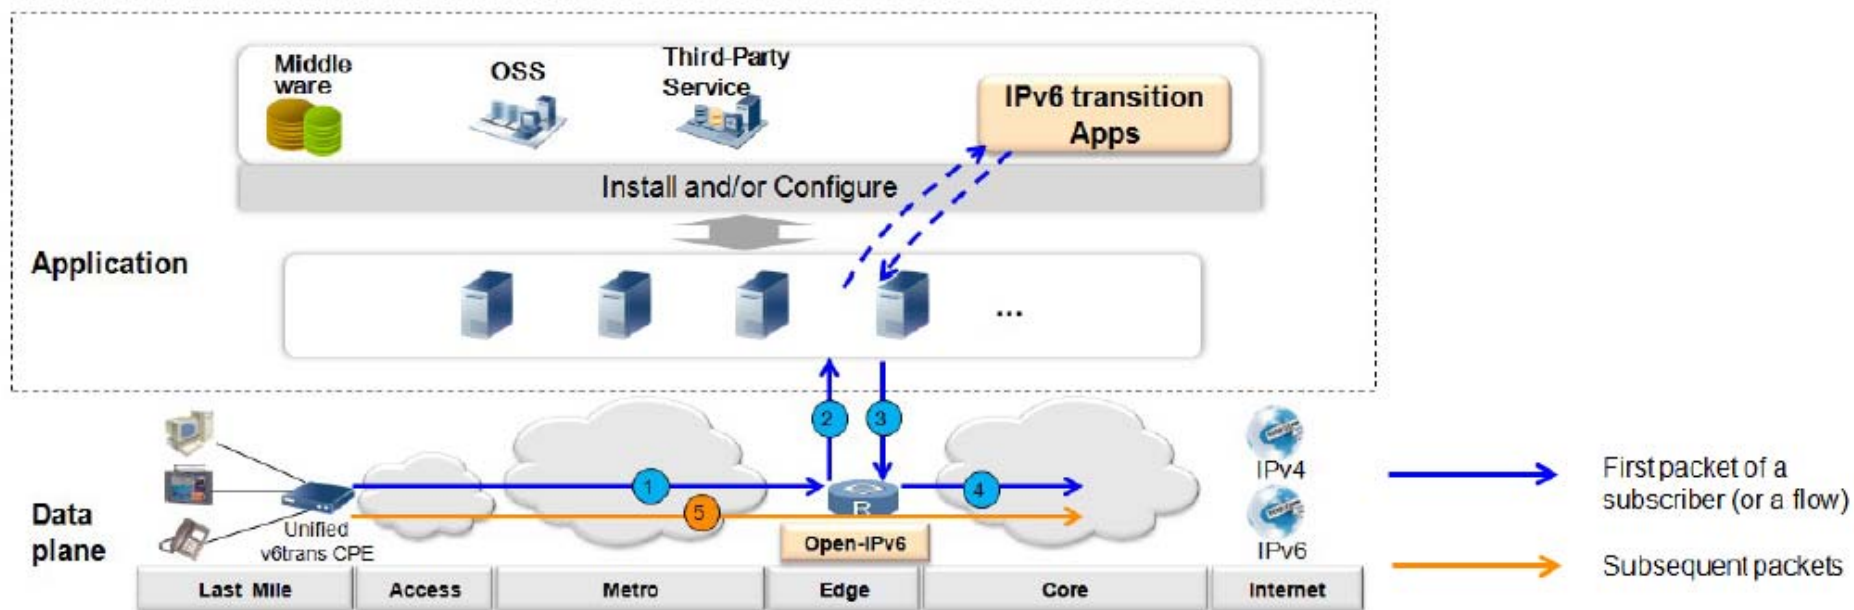 Middle
ware
OSS
Third-Party
Service
IPv6 transition
Apps
Install and/or Configure
Application
...
2
3
1
4
5
R
Unified
v6trans CPE
Open-IPv6
IPv4
IPv6
Data
plane
Last Mile
Access
Metro
Edge
Core
Internet
First packet of a
subscriber (or a flow)
Subsequent packets